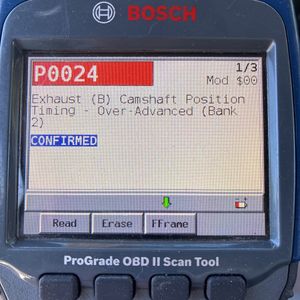 BOSCH
P0024
1/3
Mod $00
Exhaust (B) Camshaft Position
Timing - Over-Advanced (Bank
2)
CONFIRMED
Read
Erase
FFrame
ProGrade OBD II Scan Tool